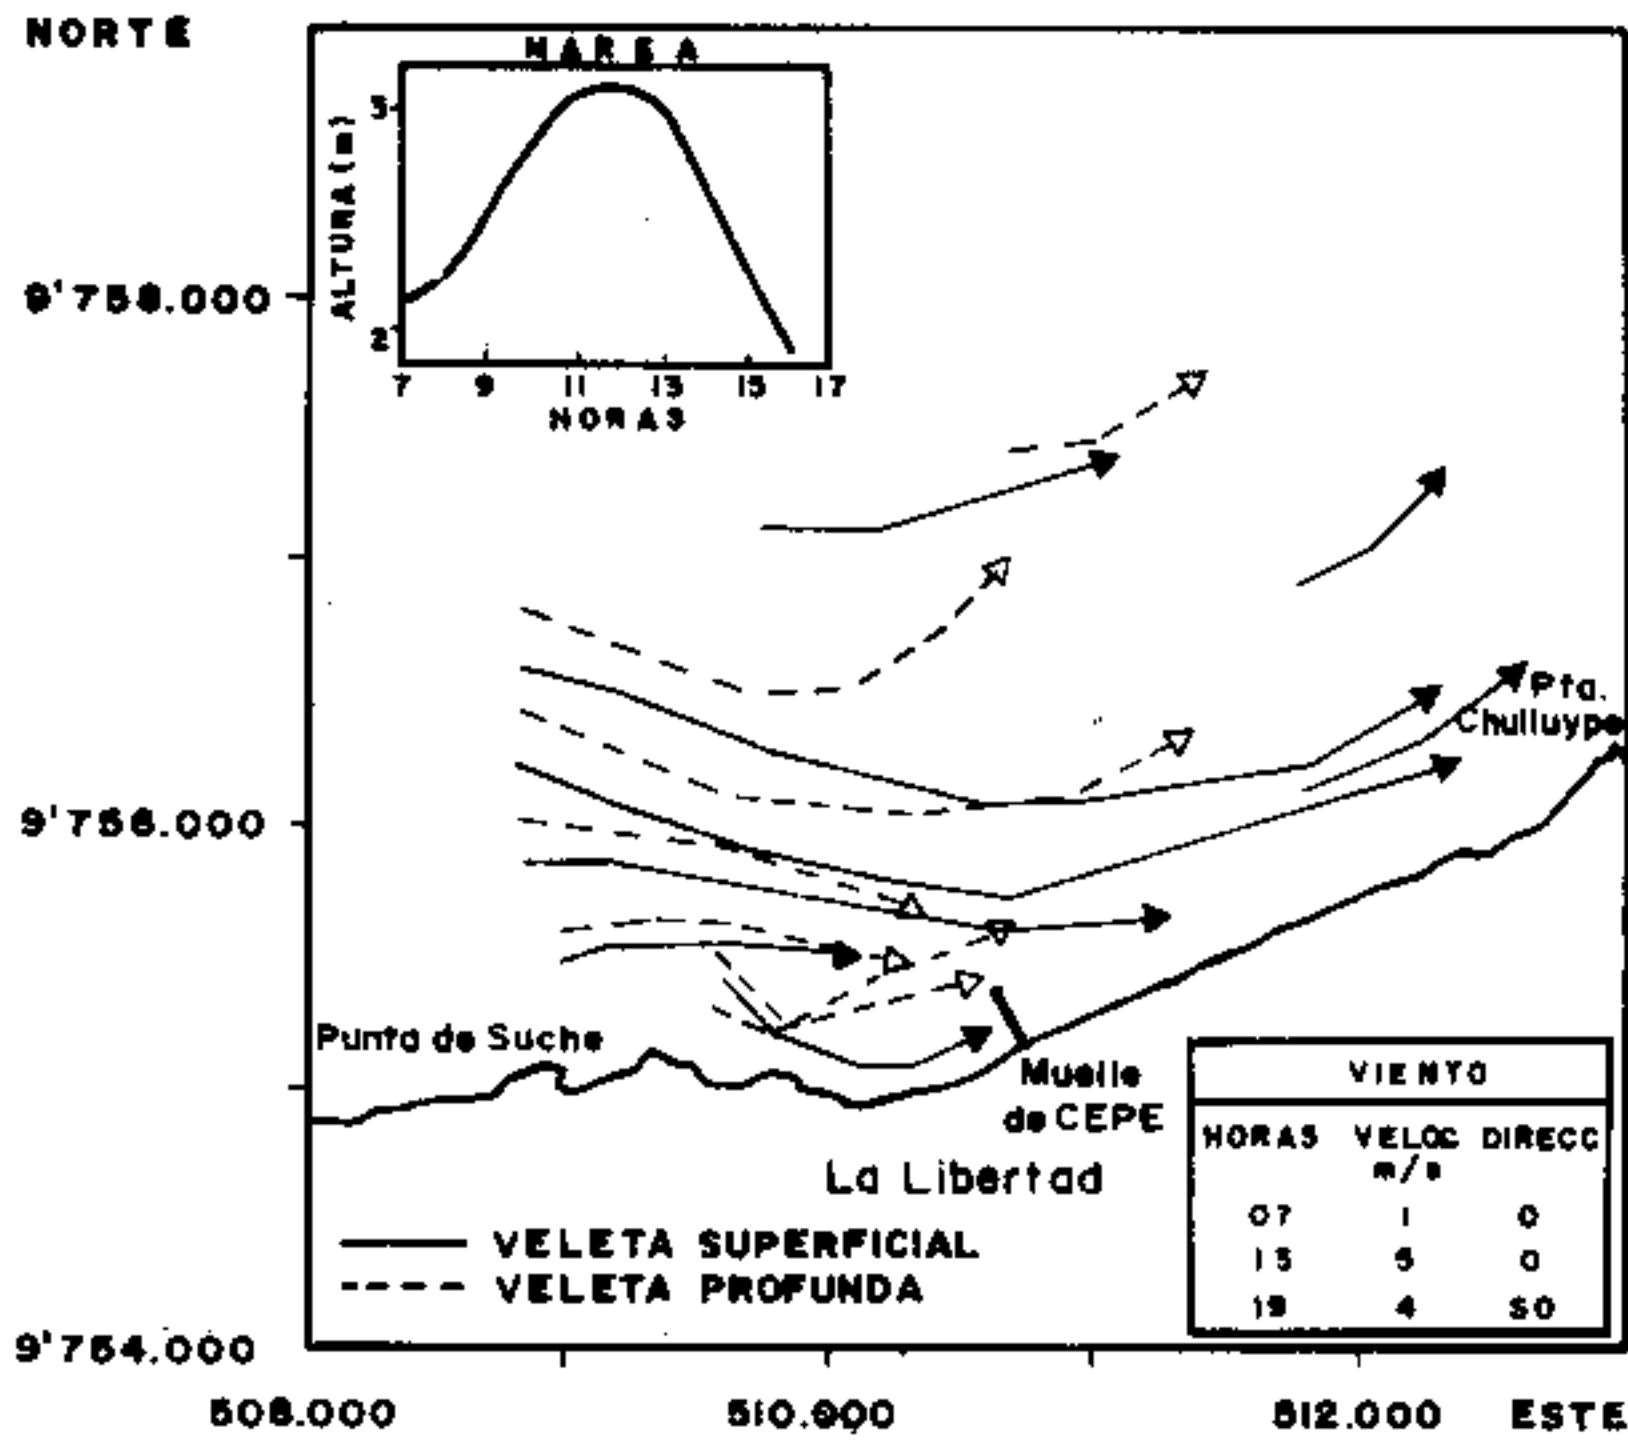 NORTE
MAREA
ALTURA (m)
3
2
7 9 11 13 15 17
HORAS
9'758.000
9'756.000
9'754.000
Pta.
Chulluype
Punta de Suche
Muelle
de CEPE
La Libertad
VELETA SUPERFICIAL
VELETA PROFUNDA
VIENTO
HORAS VELOC DIRECC
m/s
07 1 O
13 5 O
19 4 SO
508.000 510.000 512.000 ESTE